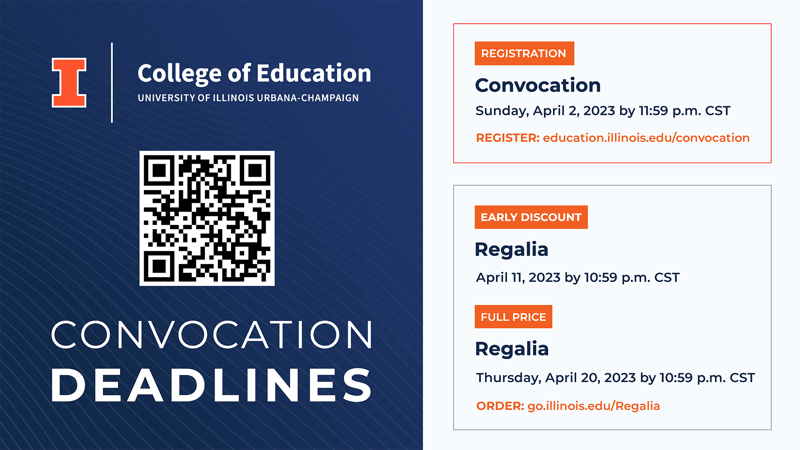 I
College of Education
UNIVERSITY OF ILLINOIS URBANA-CHAMPAIGN
CONVOCATION
DEADLINES
REGISTRATION
Convocation
Sunday, April 2, 2023 by 11:59 p.m. CST
REGISTER: education.illinois.edu/convocation
EARLY DISCOUNT
Regalia
April 11, 2023 by 10:59 p.m. CST
FULL PRICE
Regalia
Thursday, April 20, 2023 by 10:59 p.m. CST
ORDER: go.illinois.edu/Regalia